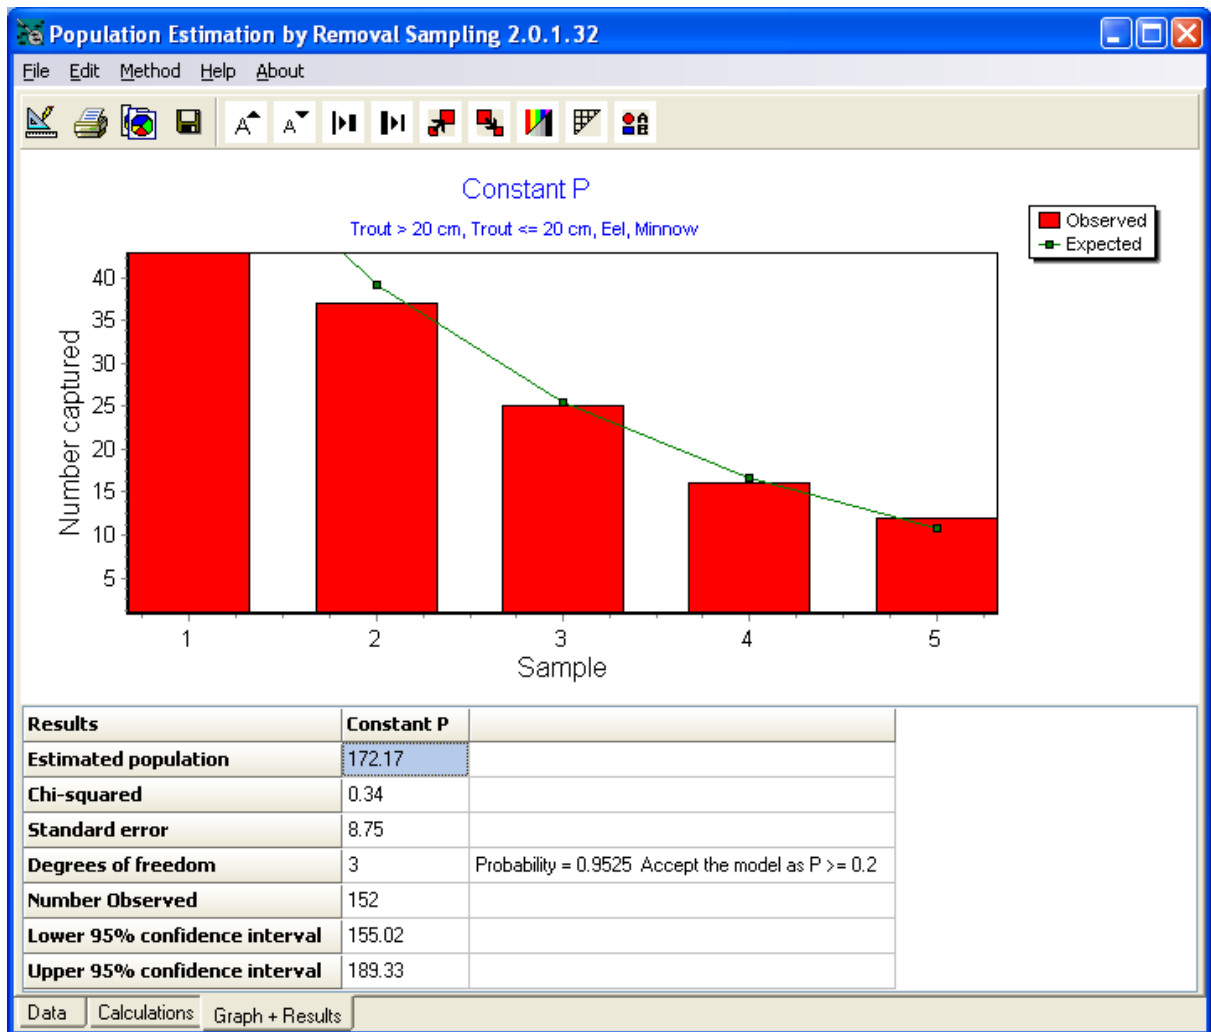 Population Estimation by Removal Sampling 2.0.1.32
File Edit Method Help About
Constant P
Trout > 20 cm, Trout <= 20 cm, Eel, Minnow
Observed
Expected
Number captured
40
35
30
25
20
15
10
5
1 2 3 4 5
Sample
Results Constant P
Estimated population 172.17
Chi-squared 0.34
Standard error 8.75
Degrees of freedom 3 Probability = 0.9525 Accept the model as P >= 0.2
Number Observed 152
Lower 95% confidence interval 155.02
Upper 95% confidence interval 189.33
Data Calculations Graph + Results